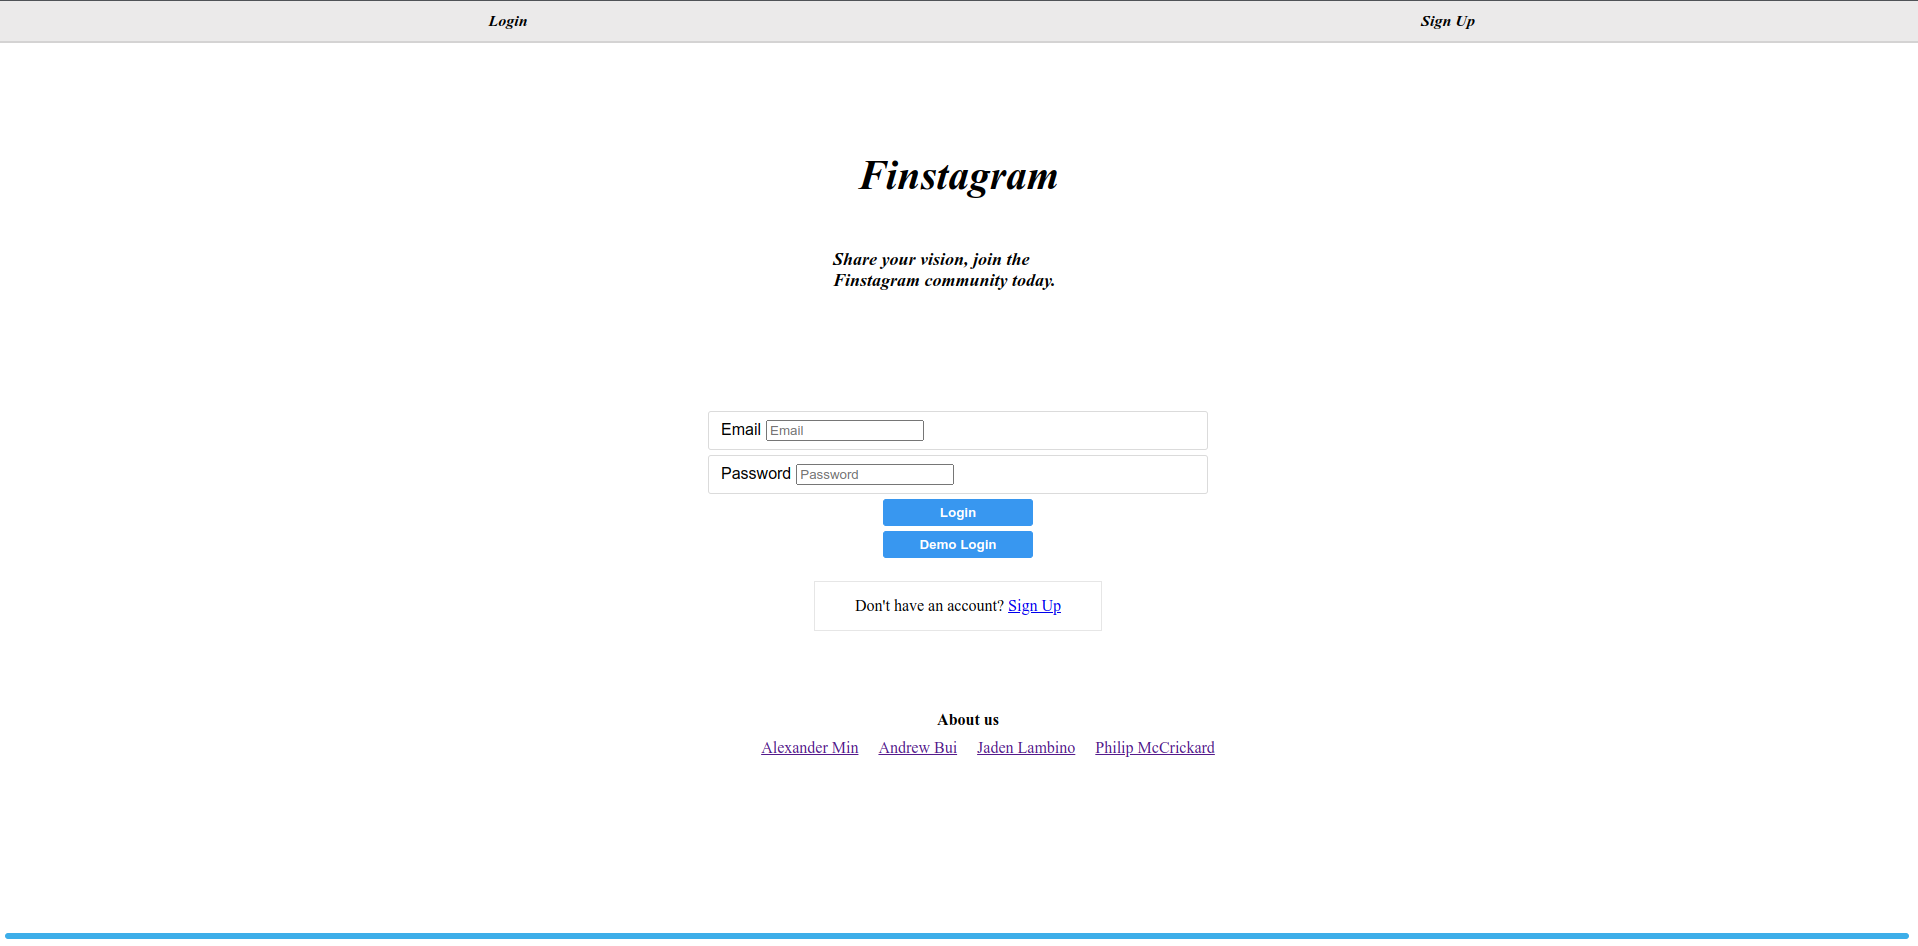 Login Sign Up
Finstagram
Share your vision, join the
Finstagram community today.
Email Email
Password Password
Login
Demo Login
Don't have an account? Sign Up
About us
Alexander Min Andrew Bui Jaden Lambino Philip McCrickard